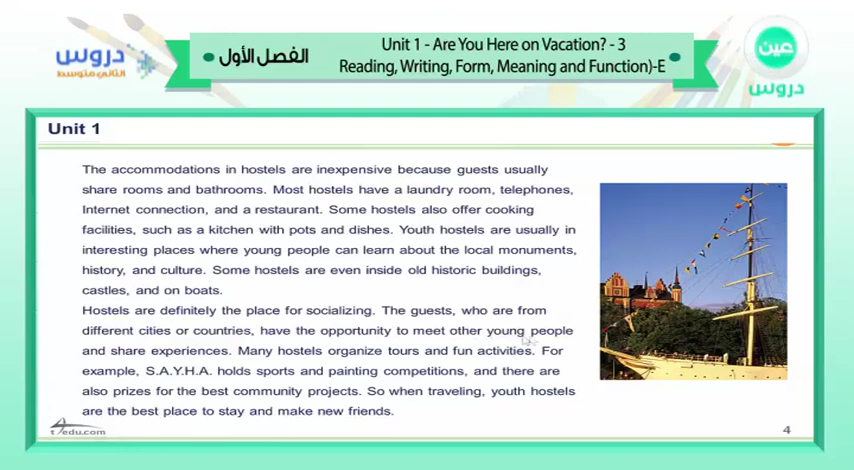 دروس
الثاني متوسط
الفصل الأول
Unit 1 - Are You Here on Vacation? - 3
Reading, Writing, Form, Meaning and Function)-E
عين
دروس
Unit 1
The accommodations in hostels are inexpensive because guests usually
share rooms and bathrooms. Most hostels have a laundry room, telephones,
Internet connection, and a restaurant. Some hostels also offer cooking
facilities, such as a kitchen with pots and dishes. Youth hostels are usually in
interesting places where young people can learn about the local monuments,
history, and culture. Some hostels are even inside old historic buildings,
castles, and on boats.
Hostels are definitely the place for socializing. The guests, who are from
different cities or countries, have the opportunity to meet other young people
and share experiences. Many hostels organize tours and fun activities. For
example, S.A.Y.H.A. holds sports and painting competitions, and there are
also prizes for the best community projects. So when traveling, youth hostels
are the best place to stay and make new friends.
t4edu.com
4